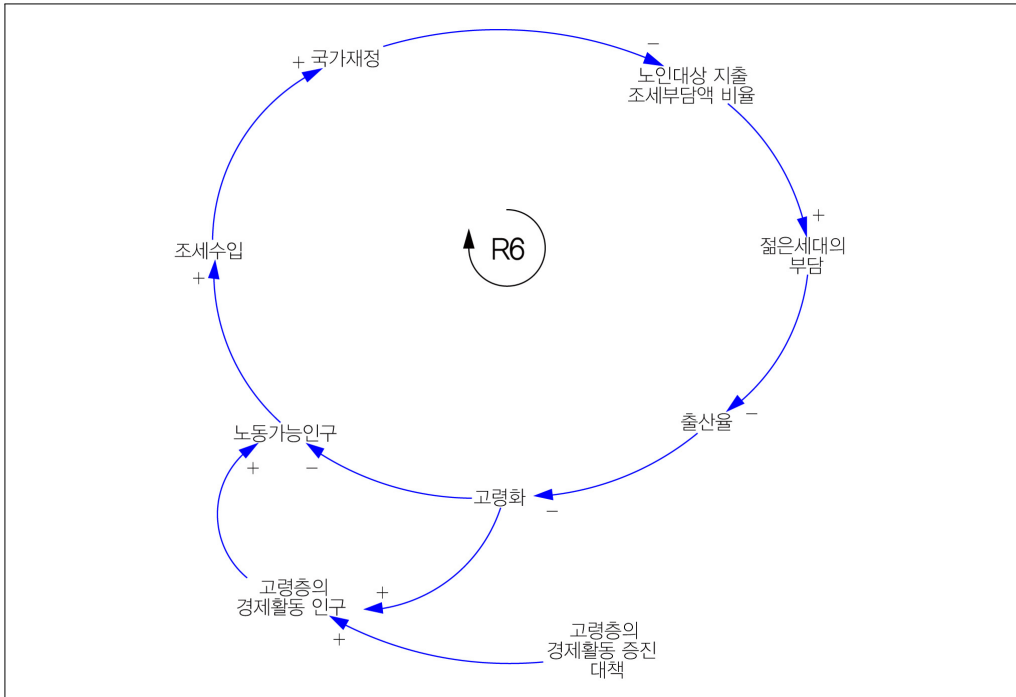 + 국가재정
−
노인대상 지출
조세부담액 비율
+
젊은세대의
부담
조세수입
+
R6
출산율 −
노동가능인구
+
−
고령화
−
고령층의
경제활동 인구
+
+
고령층의
경제활동 증진
대책